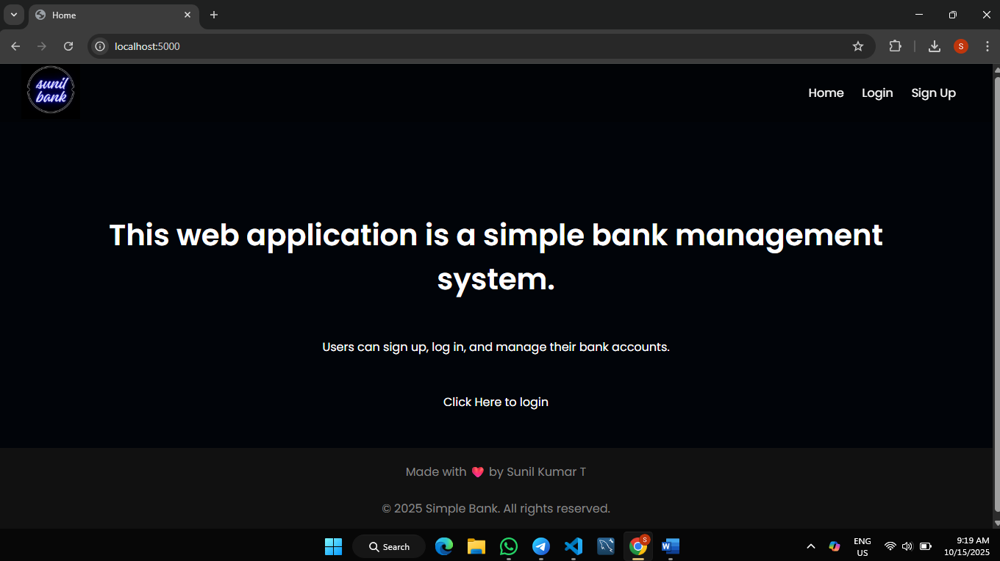 Home
localhost:5000
S
sunil
bank
Home Login Sign Up
This web application is a simple bank management
system.
Users can sign up, log in, and manage their bank accounts.
Click Here to login
Made with ❤️ by Sunil Kumar T
© 2025 Simple Bank. All rights reserved.
Search
S
W
ENG
US
9:19 AM
10/15/2025